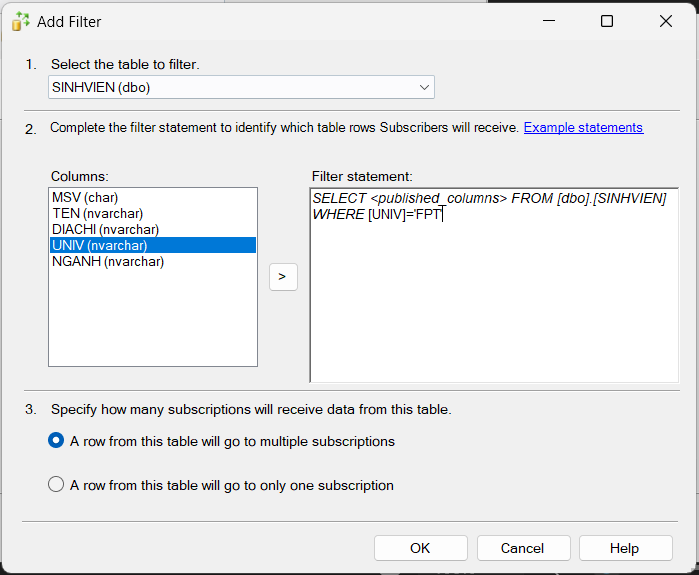 Add Filter
1. Select the table to filter.
SINHVIEN (dbo)
2. Complete the filter statement to identify which table rows Subscribers will receive. Example statements
Columns:
MSV (char)
TEN (nvarchar)
DIACHI (nvarchar)
UNIV (nvarchar)
NGANH (nvarchar)
>
Filter statement:
SELECT <published_columns> FROM [dbo].[SINHVIEN]
WHERE [UNIV]='FPT'
3. Specify how many subscriptions will receive data from this table.
A row from this table will go to multiple subscriptions
A row from this table will go to only one subscription
OK Cancel Help